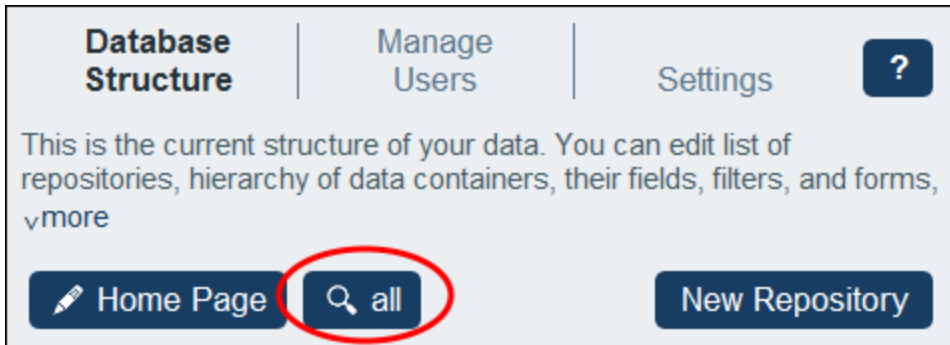 Database Structure
Manage Users
Settings
?
This is the current structure of your data. You can edit list of
repositories, hierarchy of data containers, their fields, filters, and forms,
˅more
Home Page
all
New Repository